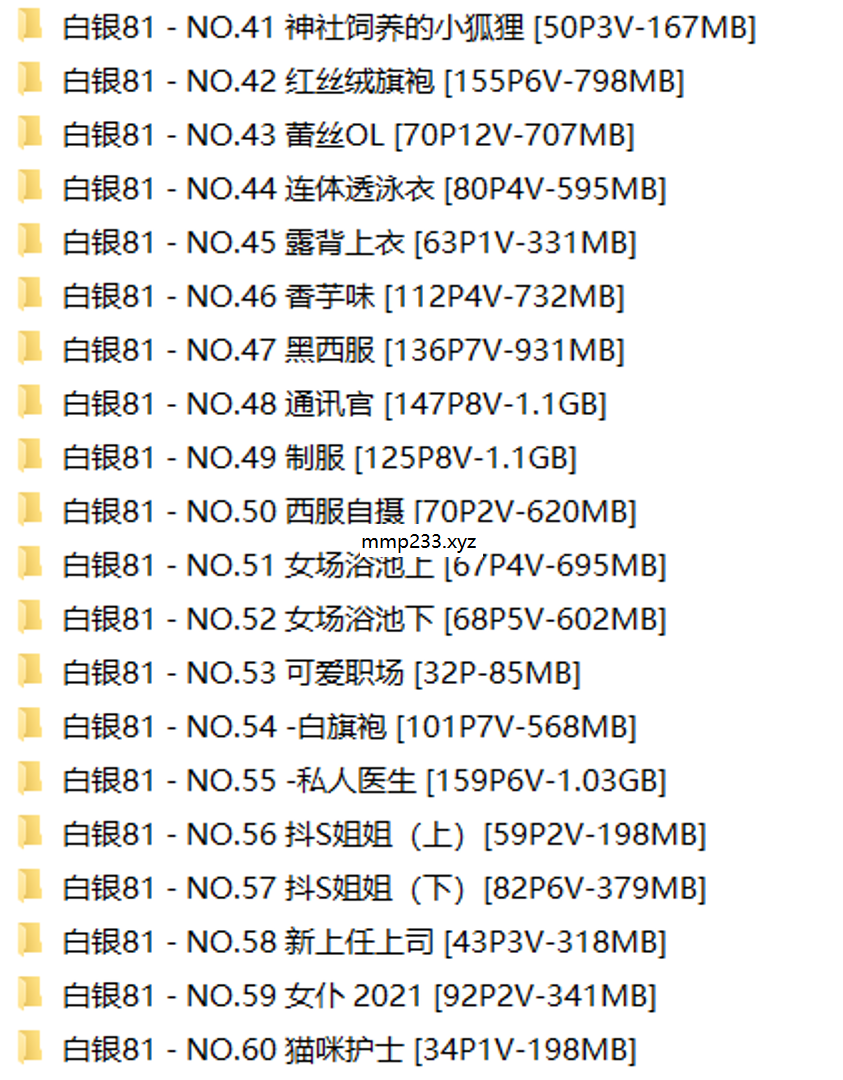 白银81 - NO.41 神社饲养的小狐狸 [50P3V-167MB]
白银81 - NO.42 红丝绒旗袍 [155P6V-798MB]
白银81 - NO.43 蕾丝OL [70P12V-707MB]
白银81 - NO.44 连体透泳衣 [80P4V-595MB]
白银81 - NO.45 露背上衣 [63P1V-331MB]
白银81 - NO.46 香芋味 [112P4V-732MB]
白银81 - NO.47 黑西服 [136P7V-931MB]
白银81 - NO.48 通讯官 [147P8V-1.1GB]
白银81 - NO.49 制服 [125P8V-1.1GB]
白银81 - NO.50 西服自摄 [70P2V-620MB]
mmp233.xyz
白银81 - NO.51 女场浴池上 [67P4V-695MB]
白银81 - NO.52 女场浴池下 [68P5V-602MB]
白银81 - NO.53 可爱职场 [32P-85MB]
白银81 - NO.54 -白旗袍 [101P7V-568MB]
白银81 - NO.55 -私人医生 [159P6V-1.03GB]
白银81 - NO.56 抖S姐姐（上）[59P2V-198MB]
白银81 - NO.57 抖S姐姐（下）[82P6V-379MB]
白银81 - NO.58 新上任上司 [43P3V-318MB]
白银81 - NO.59 女仆 2021 [92P2V-341MB]
白银81 - NO.60 猫咪护士 [34P1V-198MB]